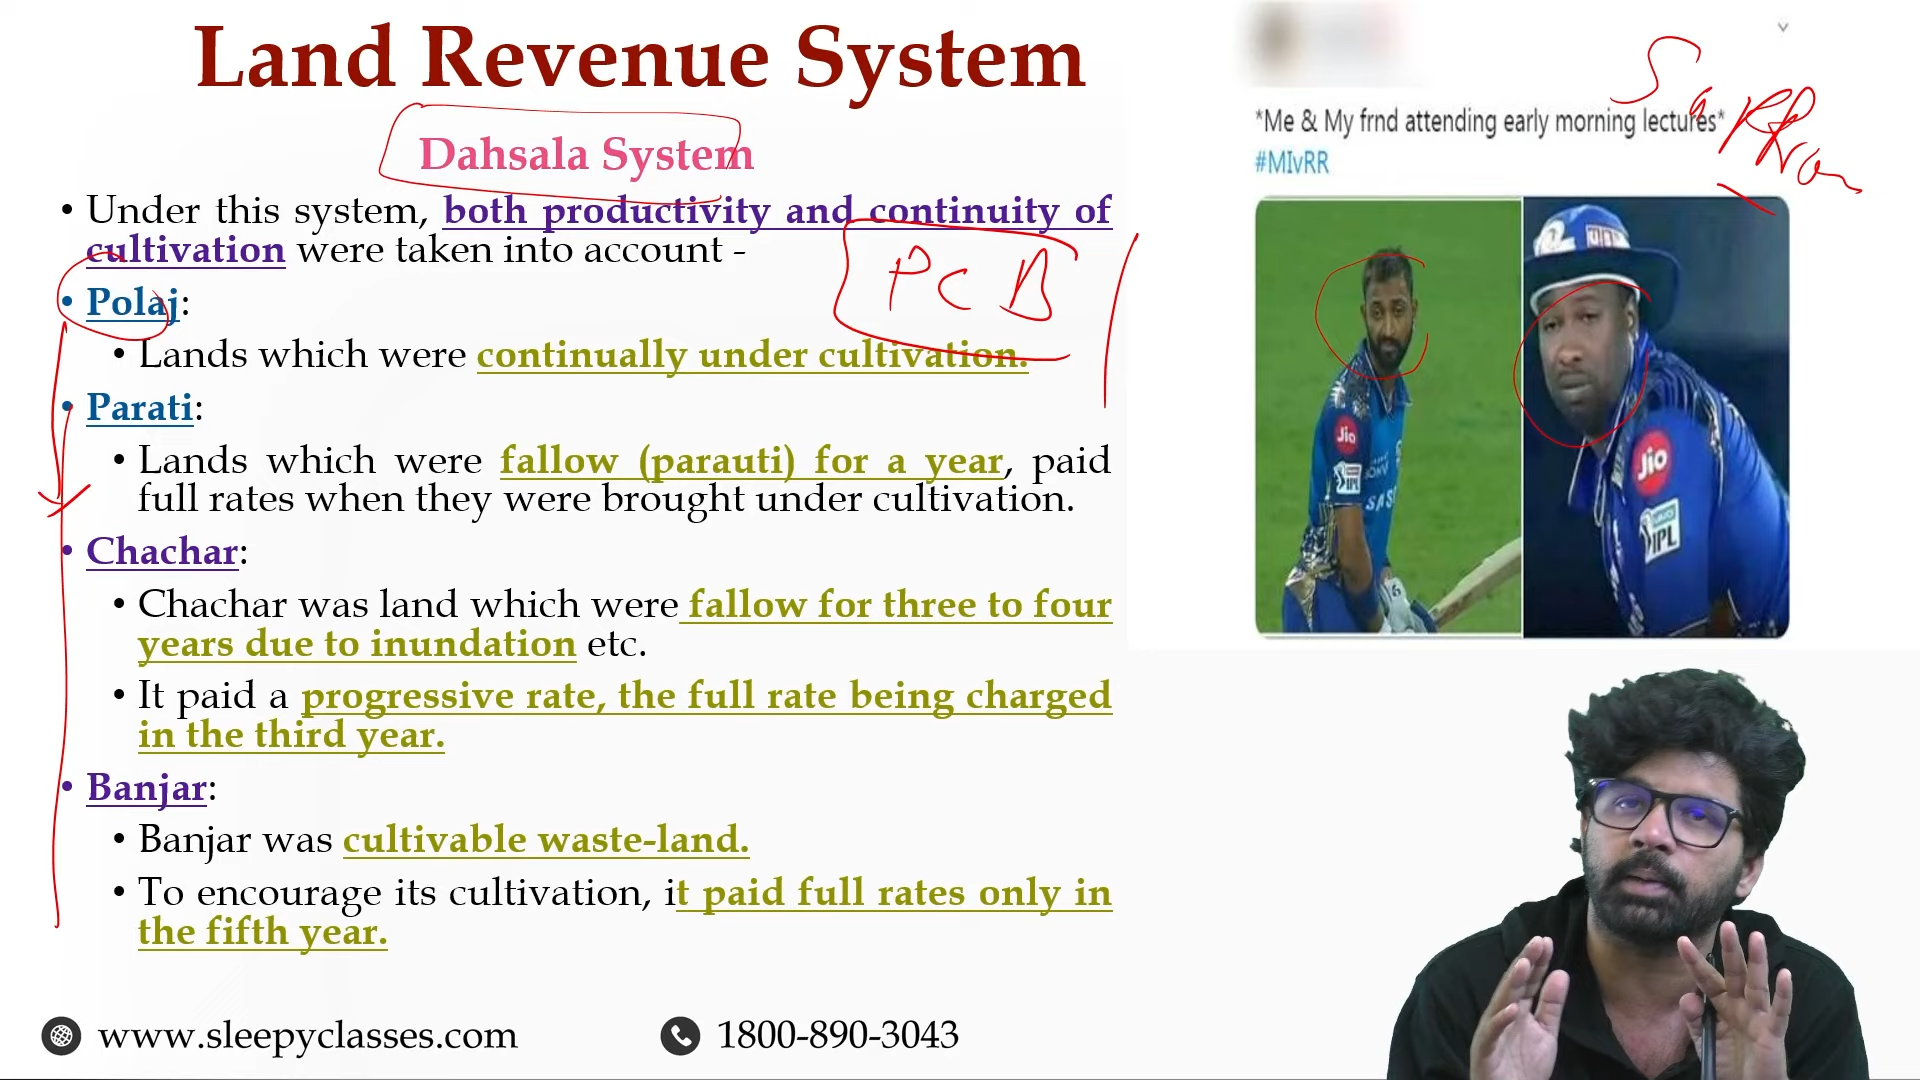 Land Revenue System
Dahsala System
• Under this system, both productivity and continuity of
cultivation were taken into account -
• Polaj:
• Lands which were continually under cultivation.
• Parati:
• Lands which were fallow (parauti) for a year, paid
full rates when they were brought under cultivation.
• Chachar:
• Chachar was land which were fallow for three to four
years due to inundation etc.
• It paid a progressive rate, the full rate being charged
in the third year.
• Banjar:
• Banjar was cultivable waste-land.
• To encourage its cultivation, it paid full rates only in
the fifth year.
www.sleepyclasses.com
1800-890-3043
PCB
*Me & My frnd attending early morning lectures*
#MIvRR
Jio
IPL
SAMS
Jio
IPL